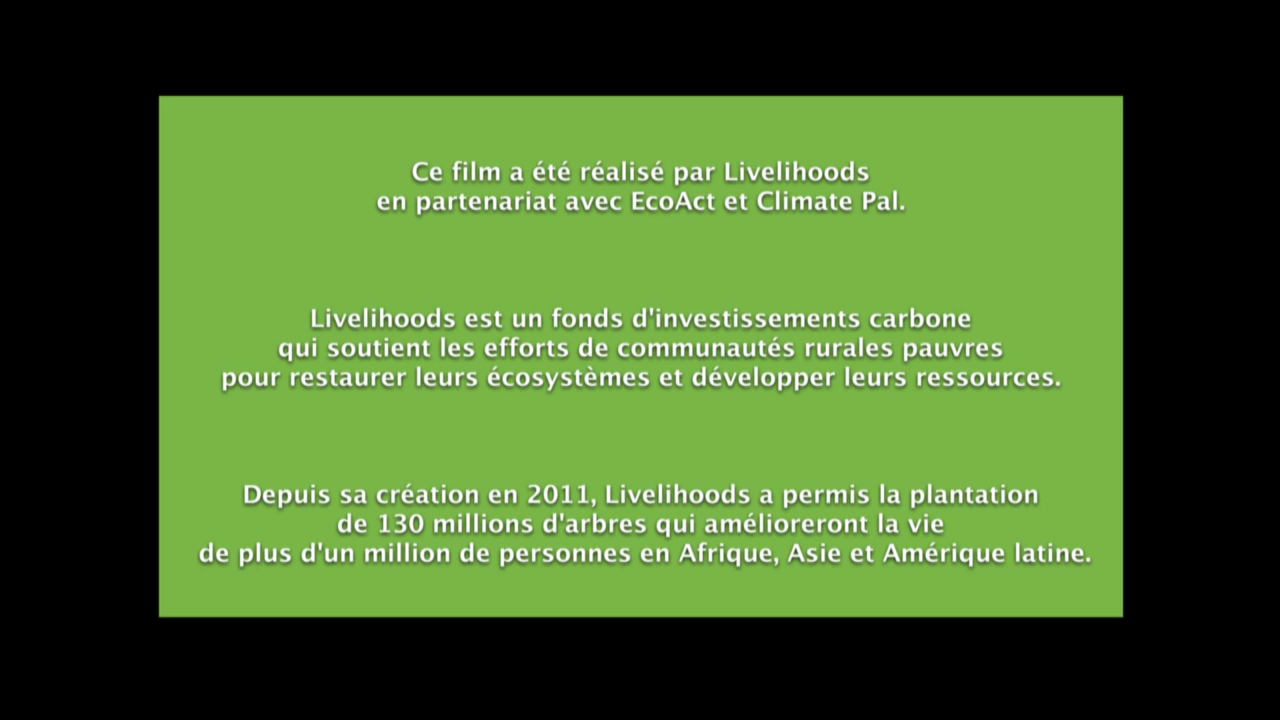 Ce film a été réalisé par Livelihoods
en partenariat avec EcoAct et Climate Pal.
Livelihoods est un fonds d'investissements carbone
qui soutient les efforts de communautés rurales pauvres
pour restaurer leurs écosystèmes et développer leurs ressources.
Depuis sa création en 2011, Livelihoods a permis la plantation
de 130 millions d'arbres qui amélioreront la vie
de plus d'un million de personnes en Afrique, Asie et Amérique latine.